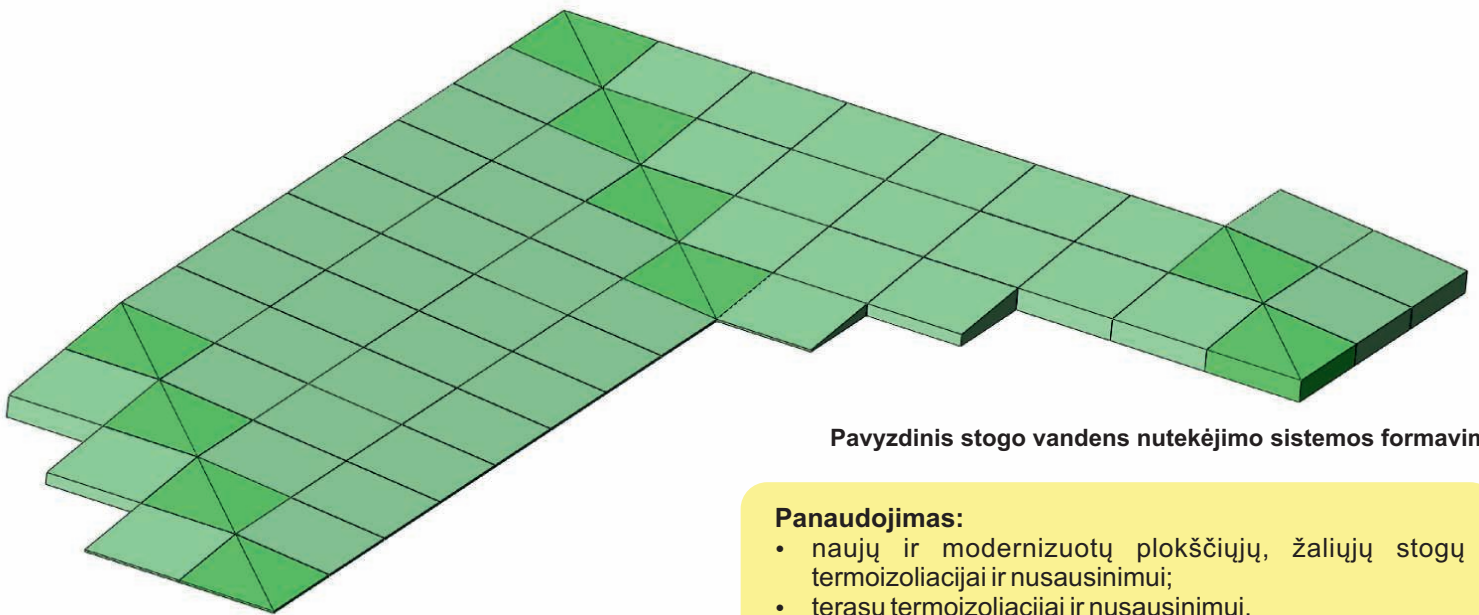 Pavyzdinis stogo vandens nutekėjimo sistemos formavim
Panaudojimas:
• naujų ir modernizuotų plokščiųjų, žaliųjų stogų
termoizoliacijai ir nusausinimui;
• terasų termoizoliacijai ir nusausinimui.